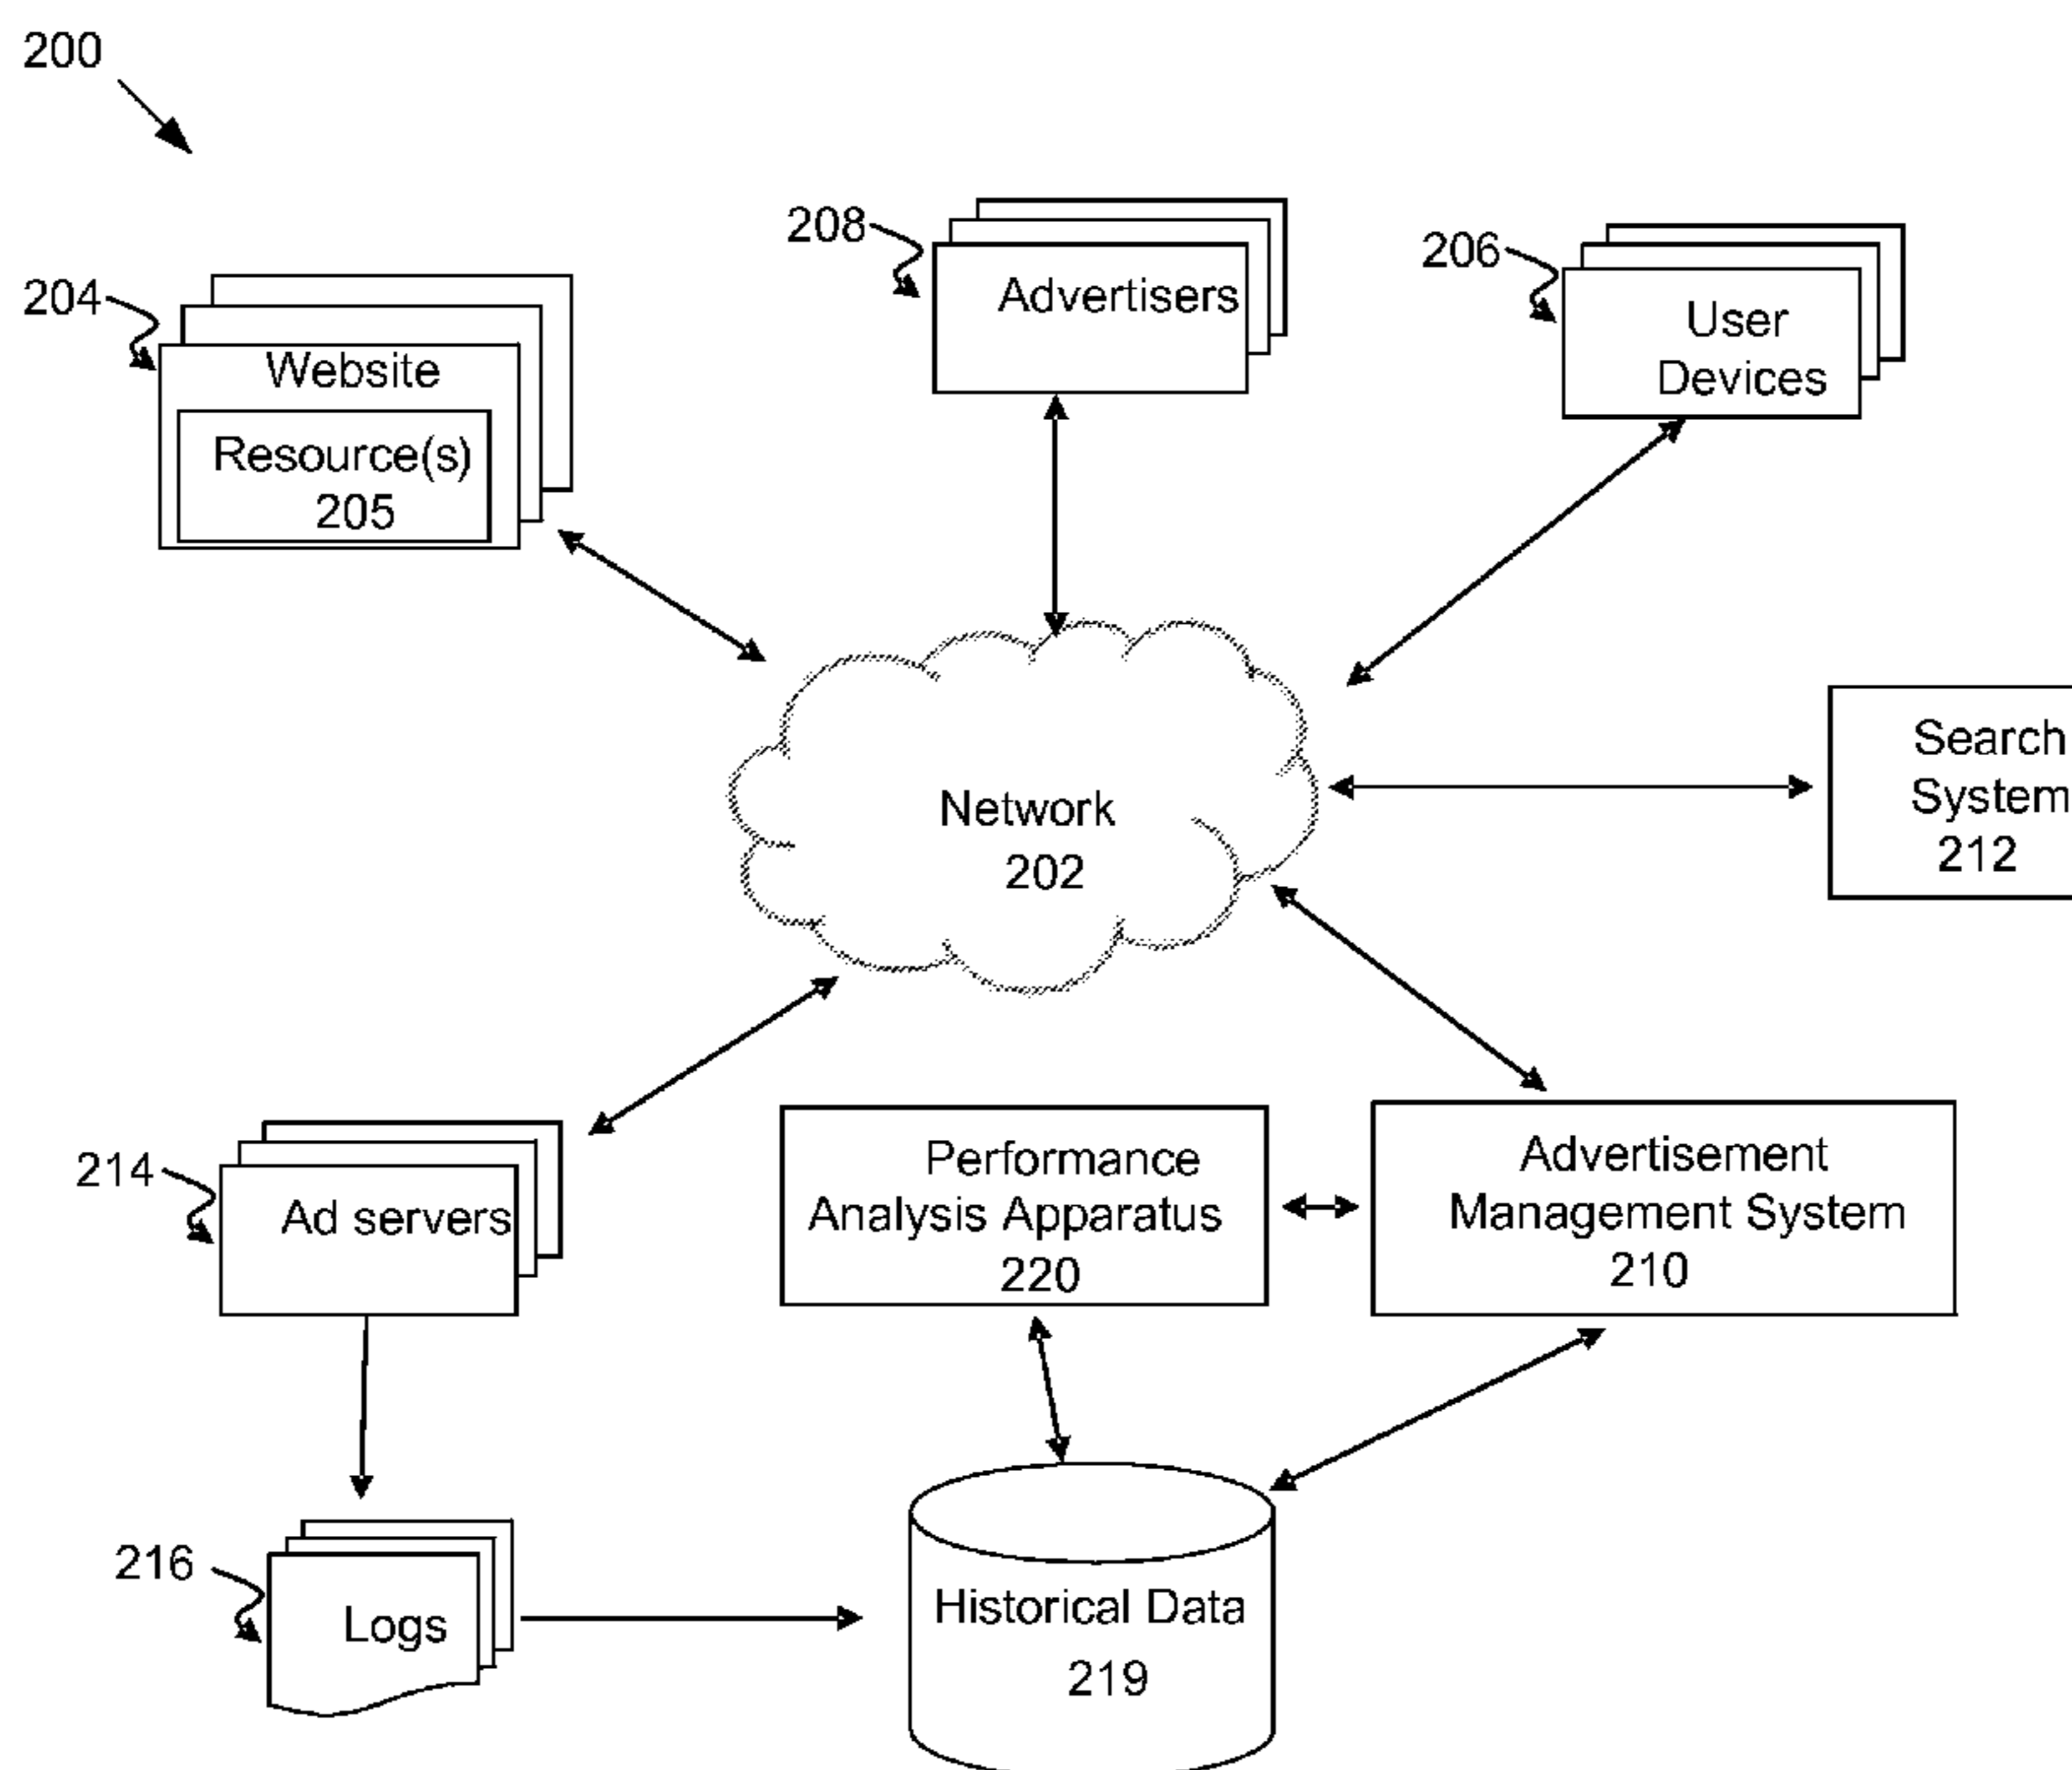 200
208
Advertisers
206
User
Devices
204
Website
Resource(s)
205
Search
System
212
Network
202
214
Ad servers
Performance
Analysis Apparatus
220
Advertisement
Management System
210
216
Logs
Historical Data
219